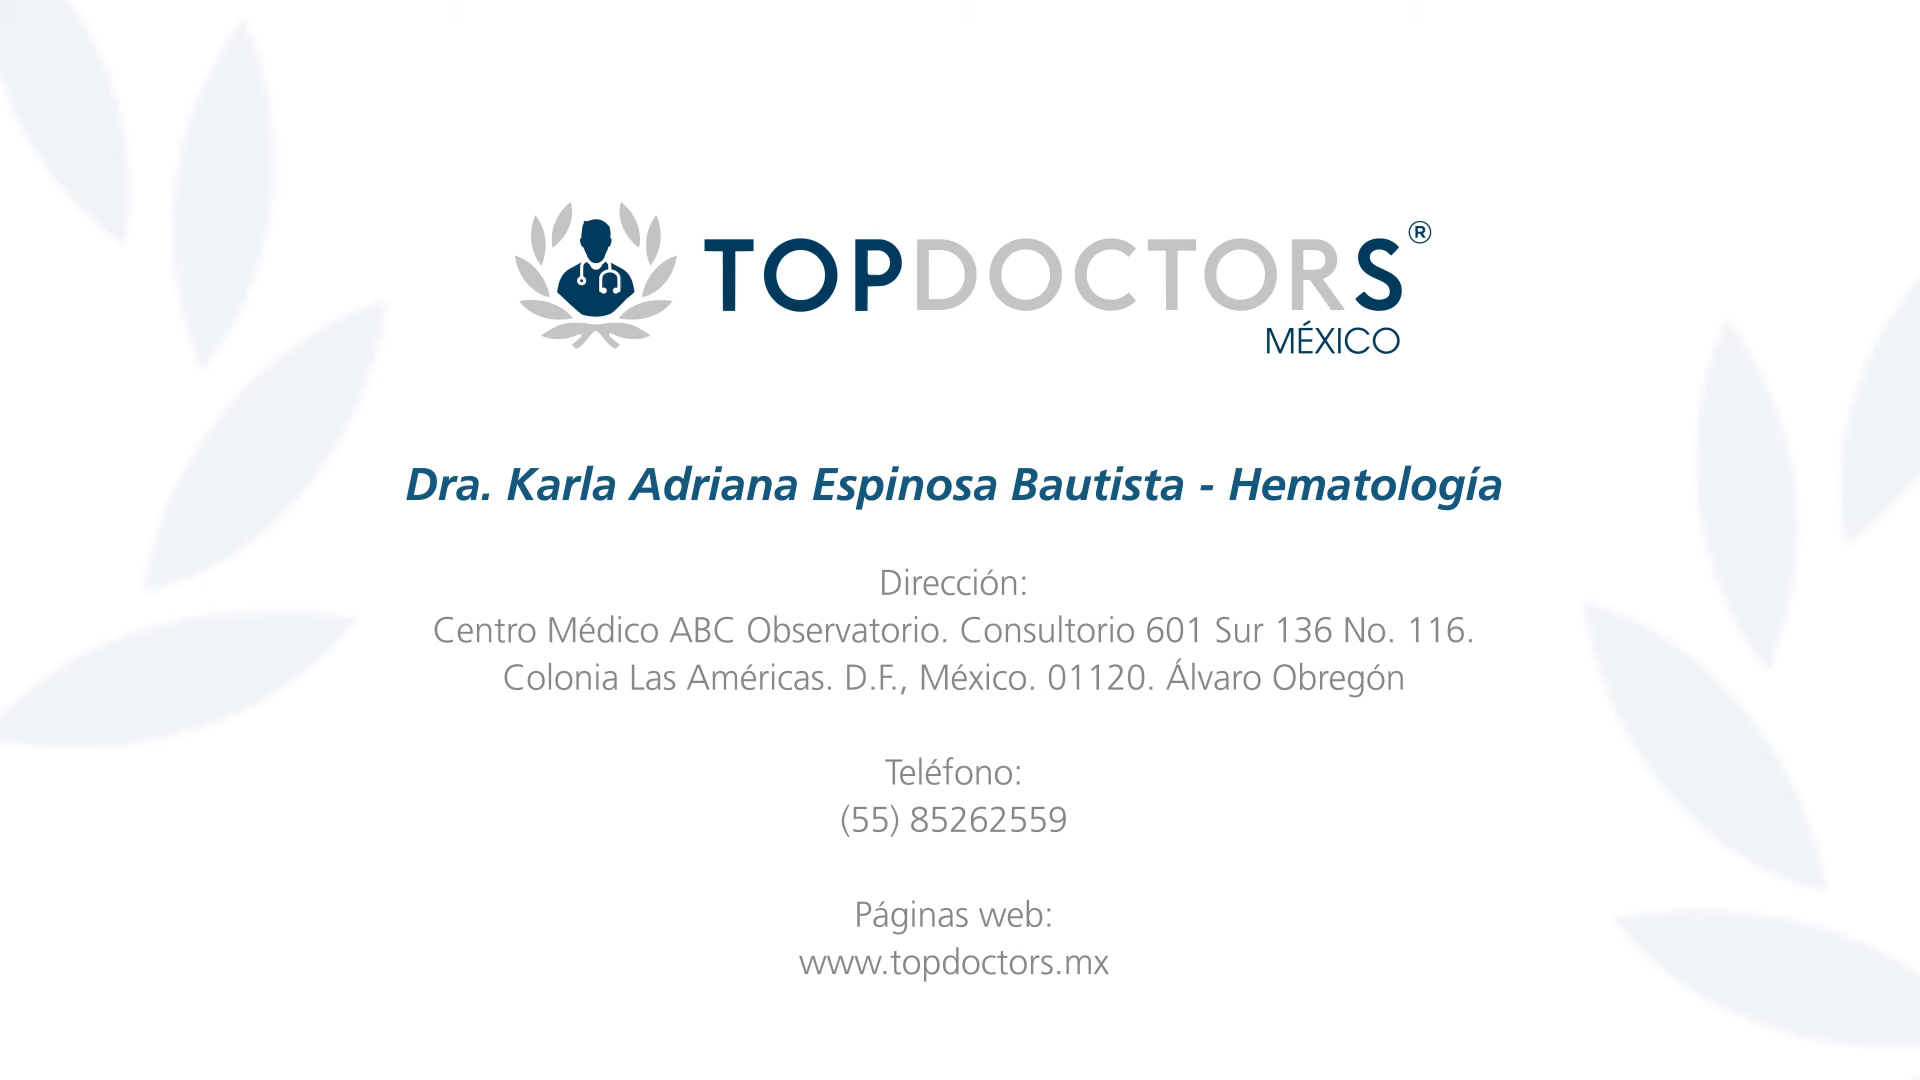 TOPDOCTORS®
MÉXICO
Dra. Karla Adriana Espinosa Bautista - Hematología
Dirección:
Centro Médico ABC Observatorio. Consultorio 601 Sur 136 No. 116.
Colonia Las Américas. D.F., México. 01120. Álvaro Obregón
Teléfono:
(55) 85262559
Páginas web:
www.topdoctors.mx